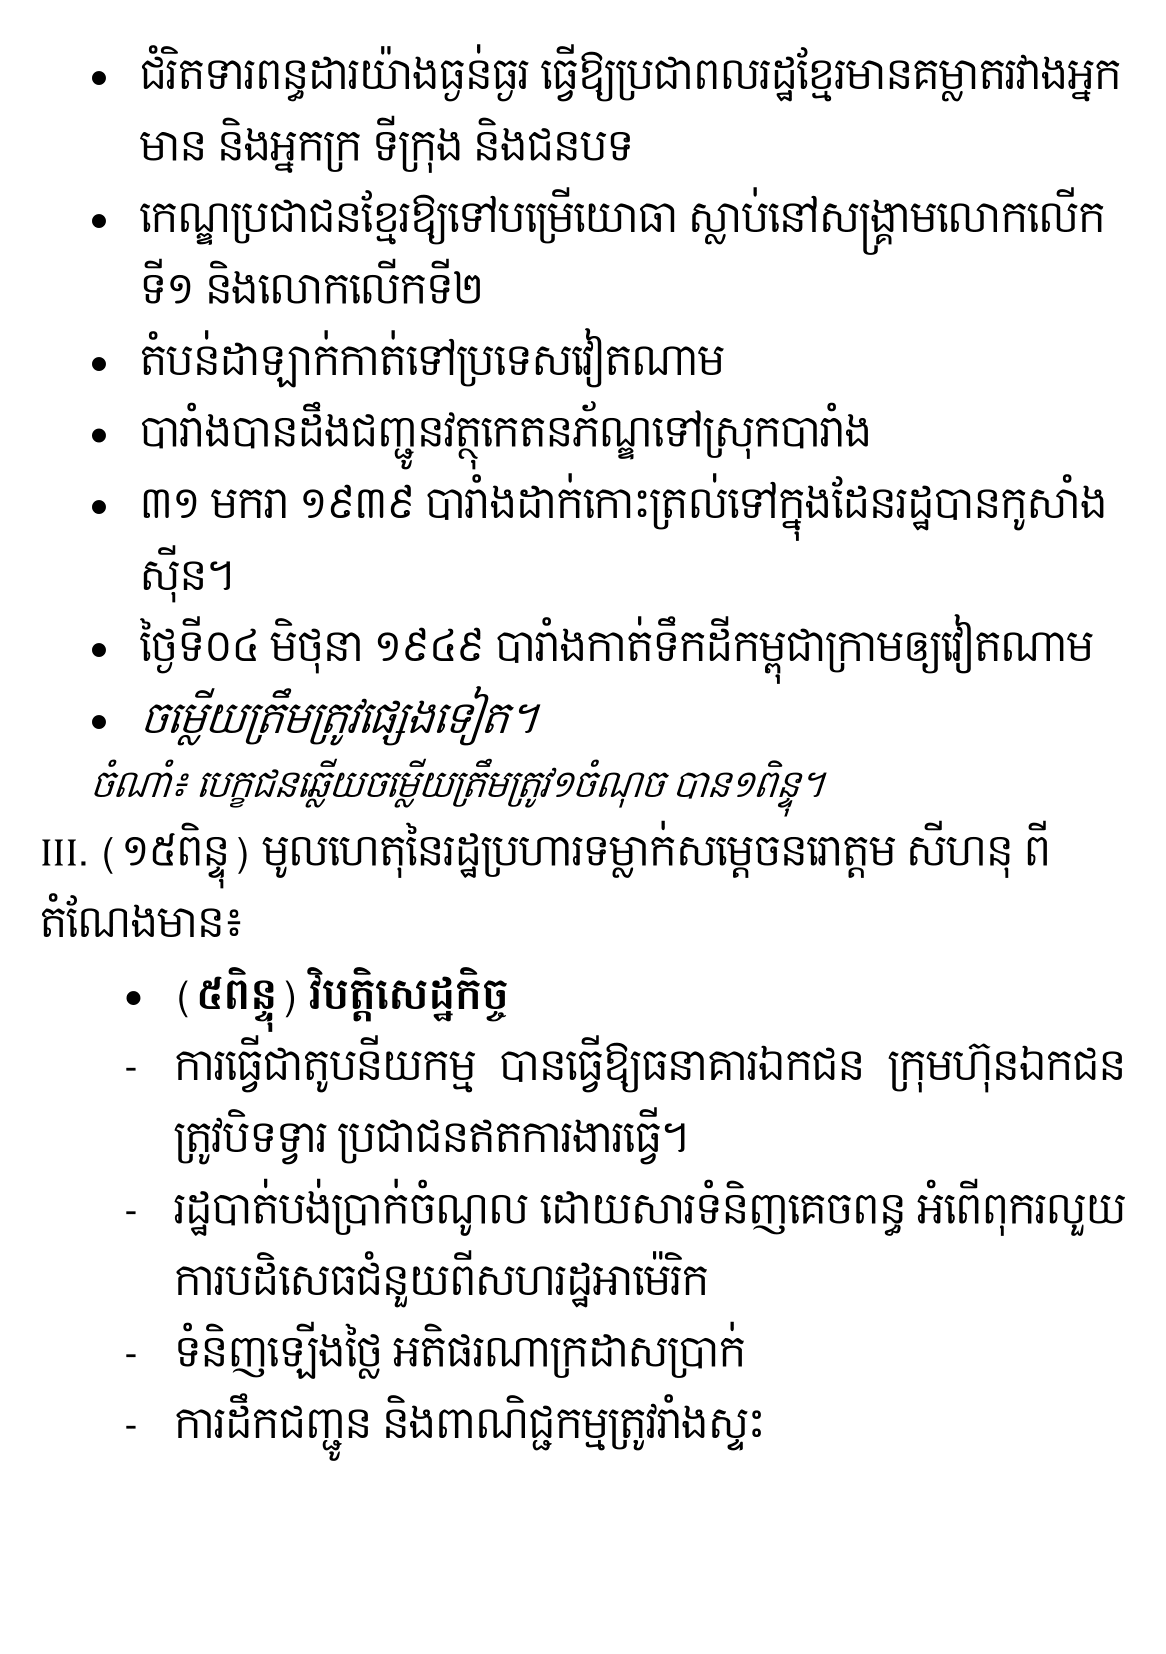 • ជំរិតទារពន្ធដារយ៉ាងធ្ងន់ធ្ងរ ធ្វើឱ្យប្រជាពលរដ្ឋខ្មែរមានគម្លាតរវាងអ្នក
មាន និងអ្នកក្រ ទីក្រុង និងជនបទ
• កេណ្ឌប្រជាជនខ្មែរឱ្យទៅបម្រើយោធា ស្លាប់នៅសង្គ្រាមលោកលើក
ទី១ និងលោកលើកទី២
• តំបន់ដាឡាក់កាត់ទៅប្រទេសវៀតណាម
• បារាំងបានដឹងជញ្ជូនវត្ថុកេតនភ័ណ្ឌទៅស្រុកបារាំង
• ៣១ មករា ១៩៣៩ បារាំងដាក់កោះត្រល់ទៅក្នុងដែនរដ្ឋបានកូសាំង
ស៊ីន។
• ថ្ងៃទី០៤ មិថុនា ១៩៤៩ បារាំងកាត់ទឹកដីកម្ពុជាក្រាមឲ្យវៀតណាម
• ចម្លើយត្រឹមត្រូវផ្សេងទៀត។
ចំណាំ៖ បេក្ខជនឆ្លើយចម្លើយត្រឹមត្រូវ១ចំណុច បាន១ពិន្ទុ។
III. (១៥ពិន្ទុ) មូលហេតុនៃរដ្ឋប្រហារទម្លាក់សម្តេចនរោត្តម សីហនុ ពី
តំណែងមាន៖
• (៥ពិន្ទុ) វិបត្តិសេដ្ឋកិច្ច
- ការធ្វើជាតូបនីយកម្ម បានធ្វើឱ្យធនាគារឯកជន ក្រុមហ៊ុនឯកជន
ត្រូវបិទទ្វារ ប្រជាជនឥតការងារធ្វើ។
- រដ្ឋបាត់បង់ប្រាក់ចំណូល ដោយសារទំនិញគេចពន្ធ អំពើពុករលួយ
ការបដិសេធជំនួយពីសហរដ្ឋអាម៉េរិក
- ទំនិញឡើងថ្លៃ អតិផរណាក្រដាសប្រាក់
- ការដឹកជញ្ជូន និងពាណិជ្ជកម្មត្រូវរាំងស្ទះ